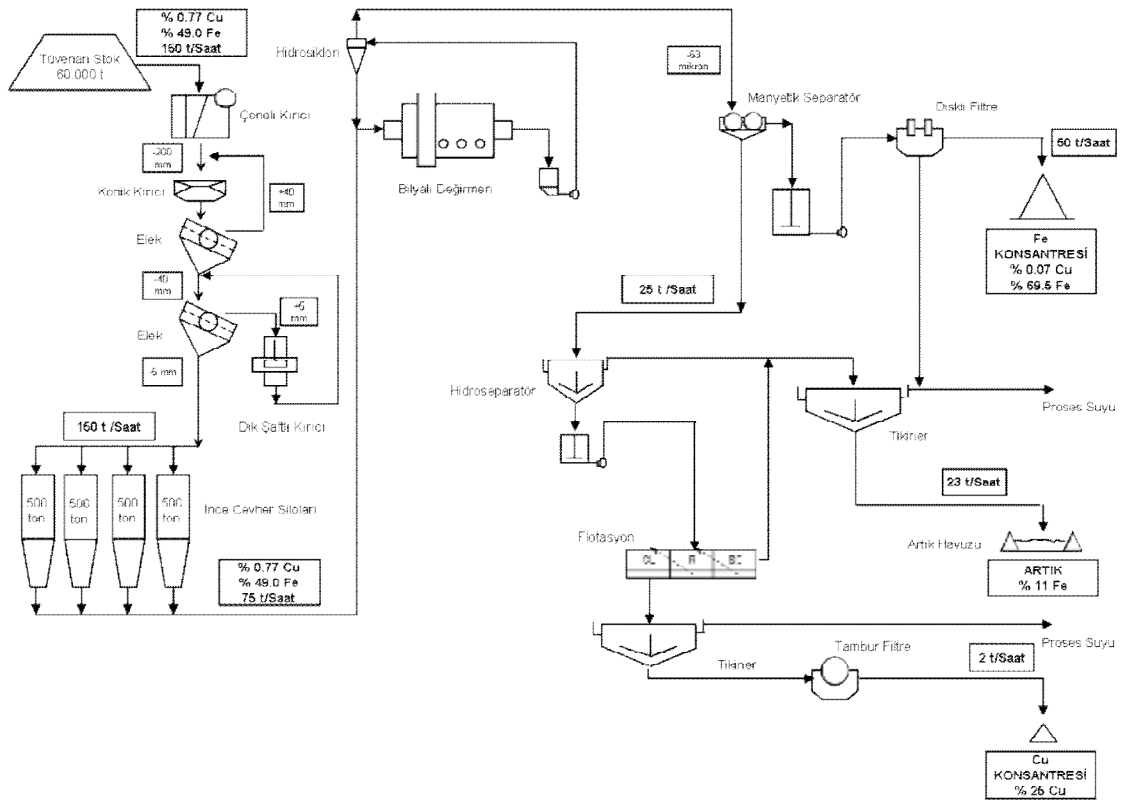 % 0.77 Cu
% 49.0 Fe
150 t/Saat
Tüvenan Stok
60.000 t
Çeneli Kırıcı
-200
mm
Konik Kırıcı
+40
mm
Elek
-40
mm
Elek
+6
mm
-6 mm
Dik Şaftlı Kırıcı
150 t /Saat
500
ton
500
ton
500
ton
500
ton
İnce Cevher Siloları
% 0.77 Cu
% 49.0 Fe
75 t/Saat
Hidrosiklon
Bilyalı Değirmen
-63
mikron
Manyetik Separatör
Diskli Filtre
50 t/Saat
Fe
KONSANTRESİ
% 0.07 Cu
% 69.5 Fe
25 t /Saat
Hidroseparatör
Tikiner
Proses Suyu
23 t/Saat
Artık Havuzu
ARTIK
% 11 Fe
Flotasyon
CL
R
Tikiner
Proses Suyu
Tambur Filtre
2 t/Saat
Cu
KONSANTRESİ
% 25 Cu